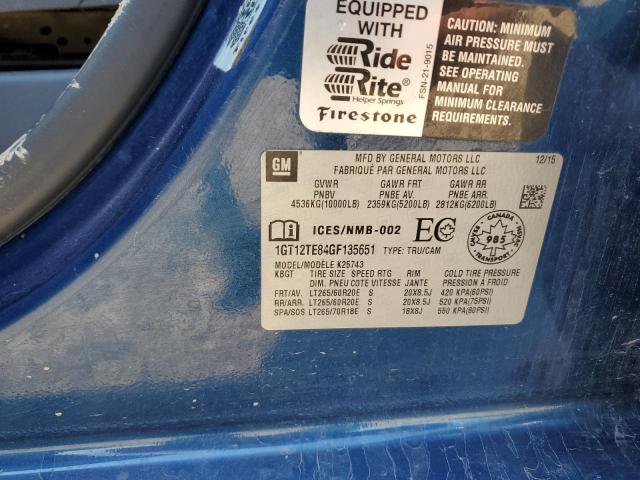 EQUIPPED
WITH
Ride
Rite
Helper Springs
Firestone
FSN-21-9015
CAUTION: MINIMUM
AIR PRESSURE MUST
BE MAINTAINED.
SEE OPERATING
MANUAL FOR
MINIMUM CLEARANCE
REQUIREMENTS.
GM
MFD BY GENERAL MOTORS LLC 12/15
FABRIQUÉ PAR GENERAL MOTORS LLC
GVWR GAWR FRT GAWR RR
PNBV PNBE AV. PNBE ARR.
4536KG(10000LB) 2359KG(5200LB) 2812KG(6200LB)
ICES/NMB-002 EC
CANADA
985
1GT12TE84GF135651 TYPE: TRU/CAM
MODEL/MODÈLE K25743
KBGT TIRE SIZE SPEED RTG RIM COLD TIRE PRESSURE
DIM. PNEU COTE VITESSE JANTE PRESSION A FROID
FRT/AV. LT265/60R20E S 20X8.5J 420 KPA(60PSI)
RR/ARR. LT265/60R20E S 20X8.5J 520 KPA(75PSI)
SPA/SOS LT265/70R18E S 18X8J 550 KPA(80PSI)